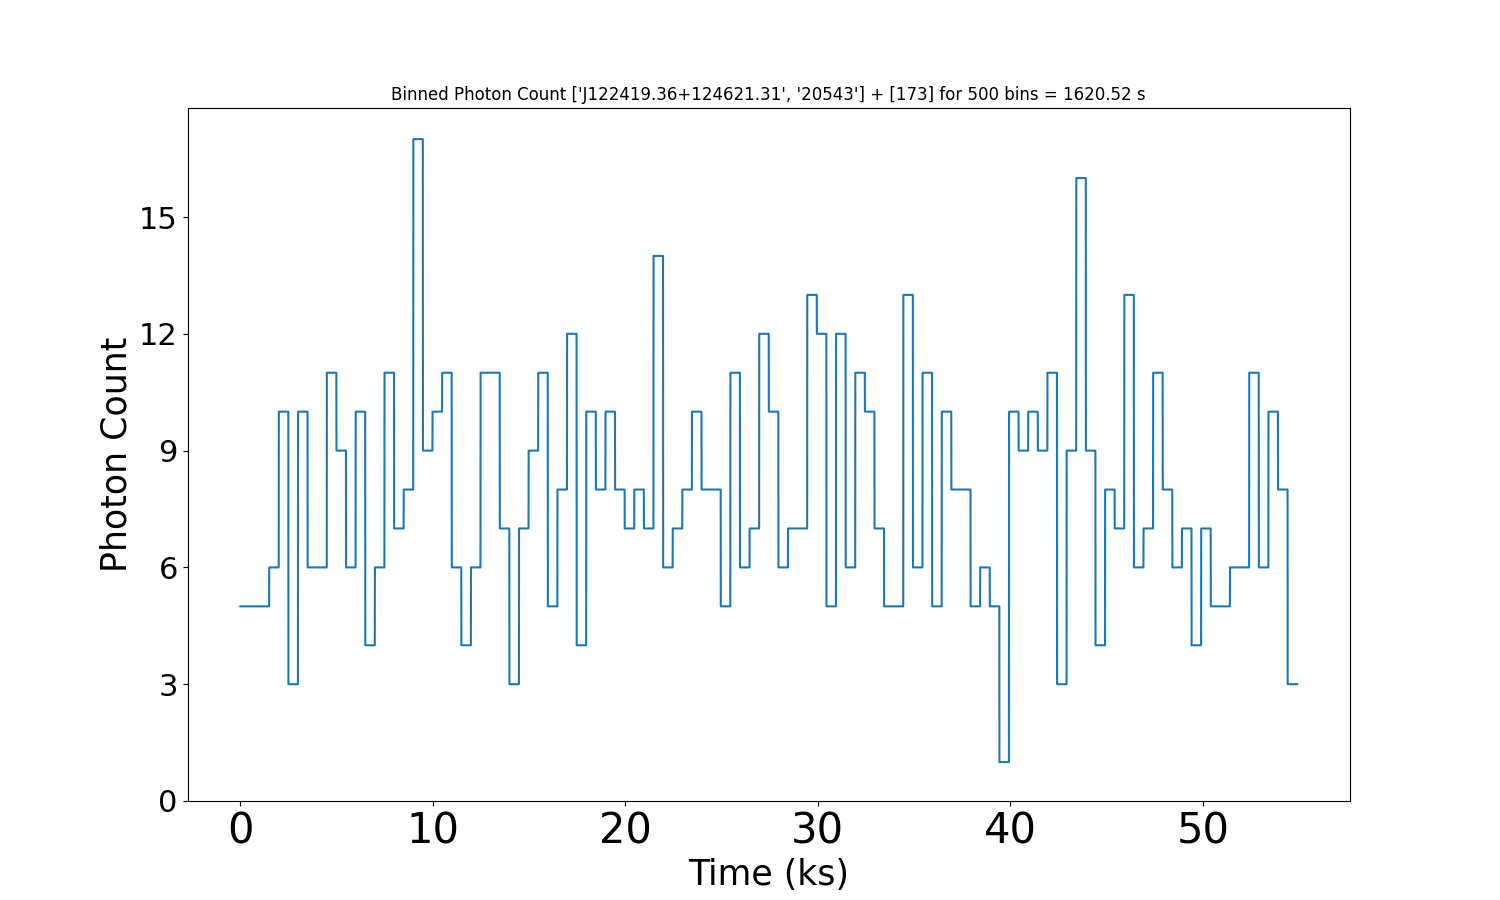 Binned Photon Count ['J122419.36+124621.31', '20543'] + [173] for 500 bins = 1620.52 s
Photon Count
15
12
9
6
3
0
0 10 20 30 40 50
Time (ks)